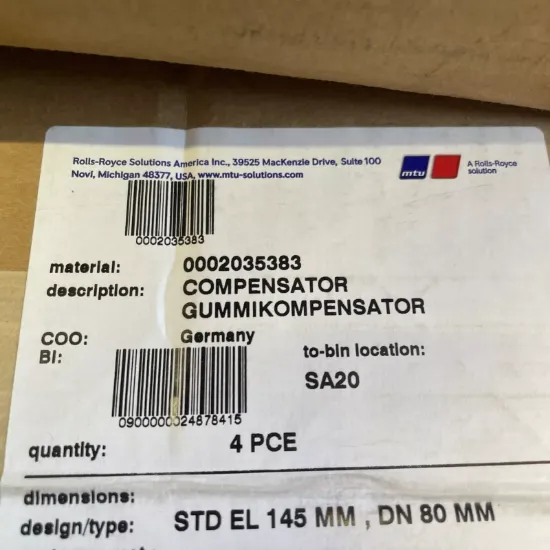 Rolls-Royce Solutions America Inc., 39525 MacKenzie Drive, Suite 100
Novi, Michigan 48377, USA, www.mtu-solutions.com
mtu
A Rolls-Royce
solution
0002035383
material: 0002035383
description: COMPENSATOR
GUMMIKOMPENSATOR
COO: Germany
BI:
to-bin location:
SA20
0900000024878415
quantity: 4 PCE
dimensions:
design/type: STD EL 145 MM , DN 80 MM